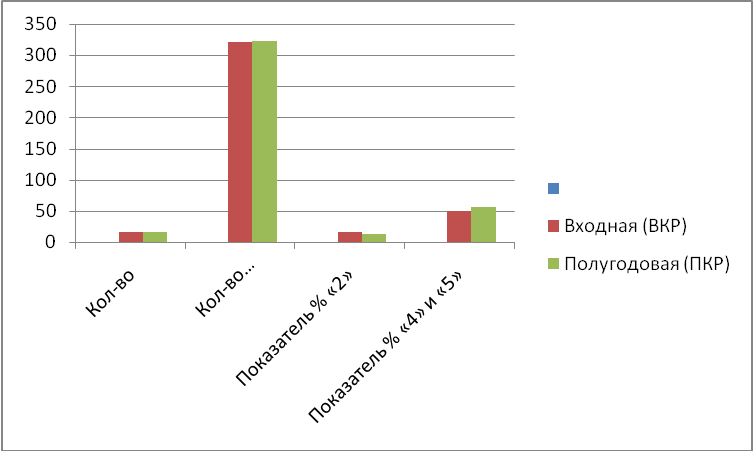 350
300
250
200
150
100
50
0
Кол-во
Кол-во...
Показатель % «2»
Показатель % «4» и «5»
Входная (ВКР)
Полугодовая (ПКР)